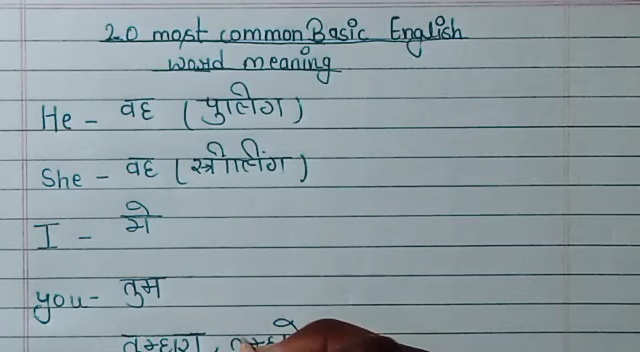 20 most common Basic English
word meaning
He - वह (पुलिग)
She - वह (स्त्रीलिंग)
I - मे
you - तुम
तुम्हारा,